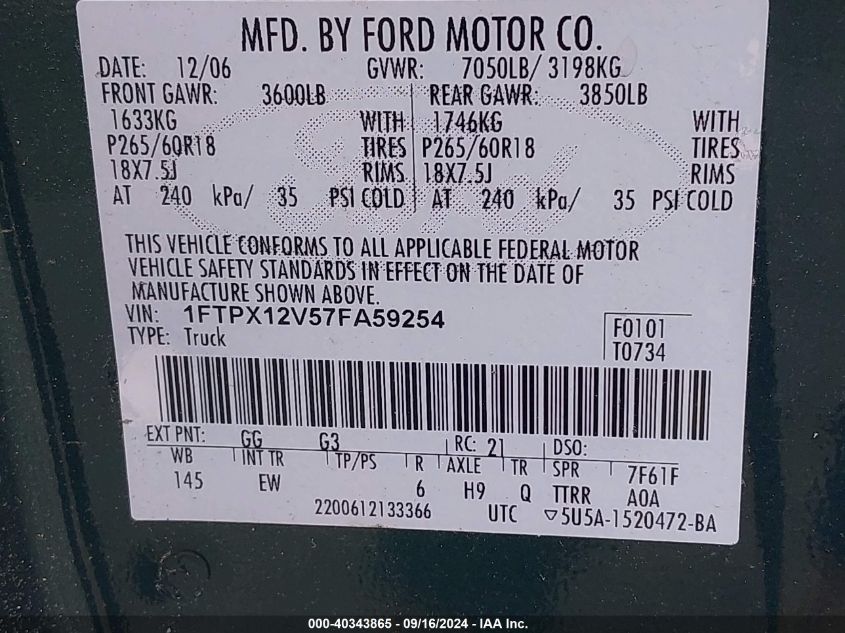 MFD. BY FORD MOTOR CO.
DATE: 12/06 GVWR: 7050LB/ 3198KG
FRONT GAWR: 3600LB REAR GAWR: 3850LB
1633KG WITH 1746KG WITH
P265/60R18 TIRES P265/60R18 TIRES
18X7.5J RIMS 18X7.5J RIMS
AT 240 kPa/ 35 PSI COLD AT 240 kPa/ 35 PSI COLD
Ford
THIS VEHICLE CONFORMS TO ALL APPLICABLE FEDERAL MOTOR
VEHICLE SAFETY STANDARDS IN EFFECT ON THE DATE OF
MANUFACTURE SHOWN ABOVE.
VIN: 1FTPX12V57FA59254
TYPE: Truck
F0101
T0734
EXT PNT: GG G3 RC: 21 DSO:
WB INT TR TP/PS R AXLE TR SPR 7F61F
145 EW 6 H9 Q TTRR AOA
2200612133366 UTC ▽5U5A-1520472-BA
000-40343865 - 09/16/2024 - IAA Inc.